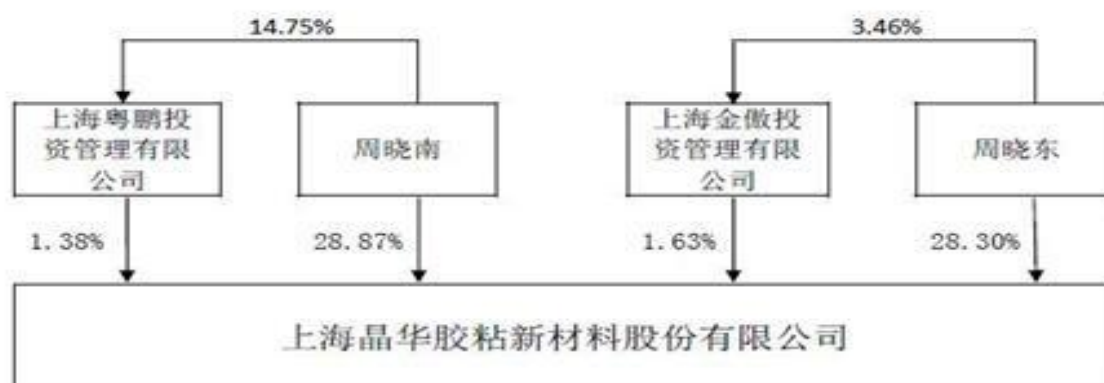 14.75%
3.46%
上海粤鹏投
资管理有限
公司
周晓南
上海金傲投
资管理有限
公司
周晓东
1.38%
28.87%
1.63%
28.30%
上海晶华胶粘新材料股份有限公司